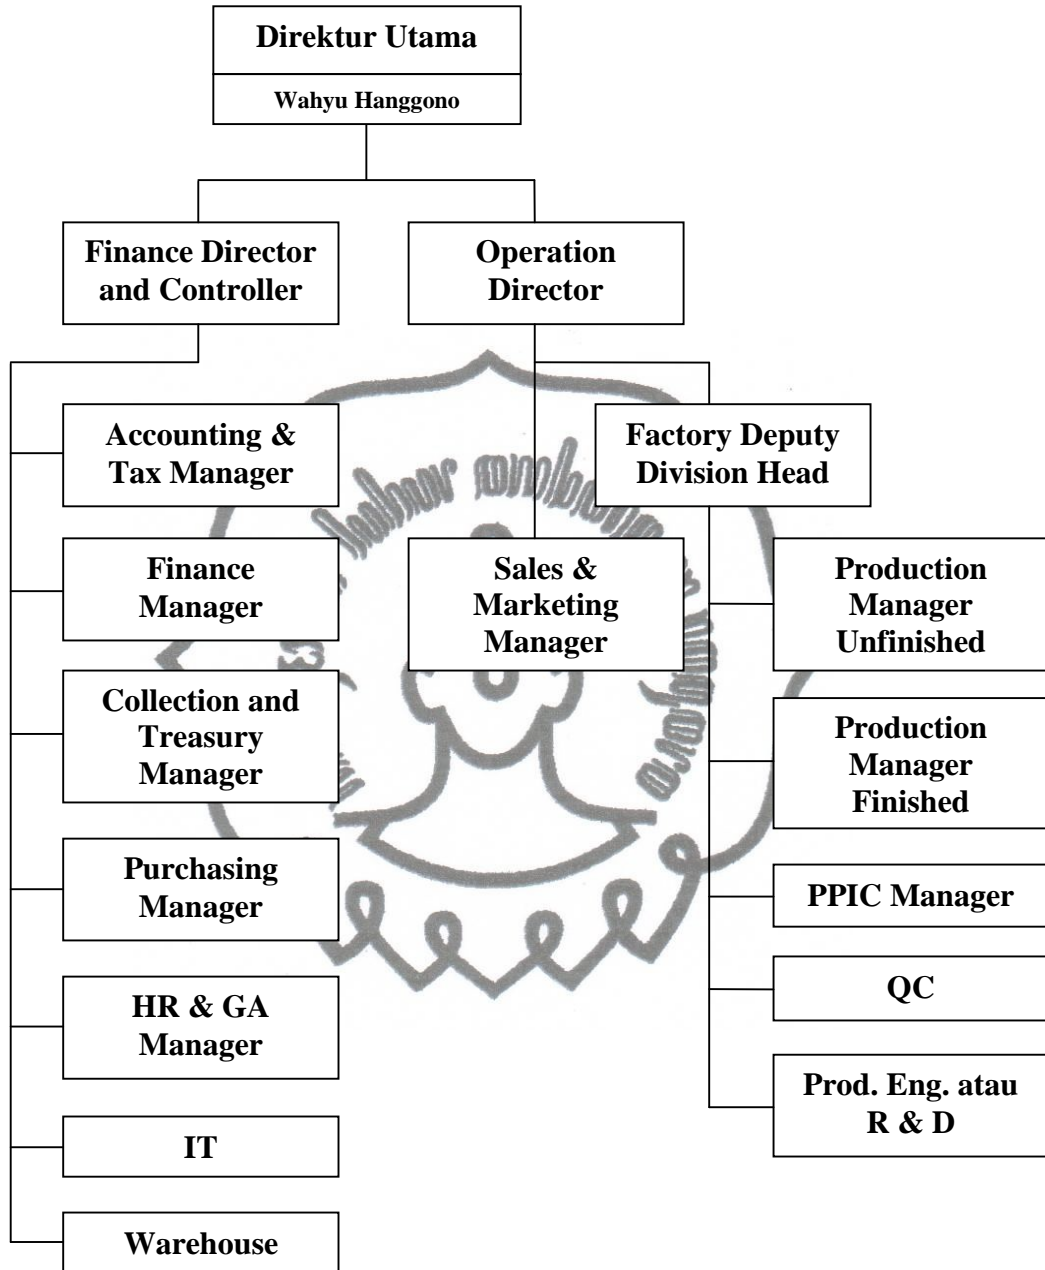 Direktur Utama
Wahyu Hanggono
Finance Director
and Controller
Operation
Director
Accounting &
Tax Manager
Factory Deputy
Division Head
Finance
Manager
Sales &
Marketing
Manager
Production
Manager
Unfinished
Collection and
Treasury
Manager
Production
Manager
Finished
Purchasing
Manager
PPIC Manager
QC
HR & GA
Manager
Prod. Eng. atau
R & D
IT
Warehouse